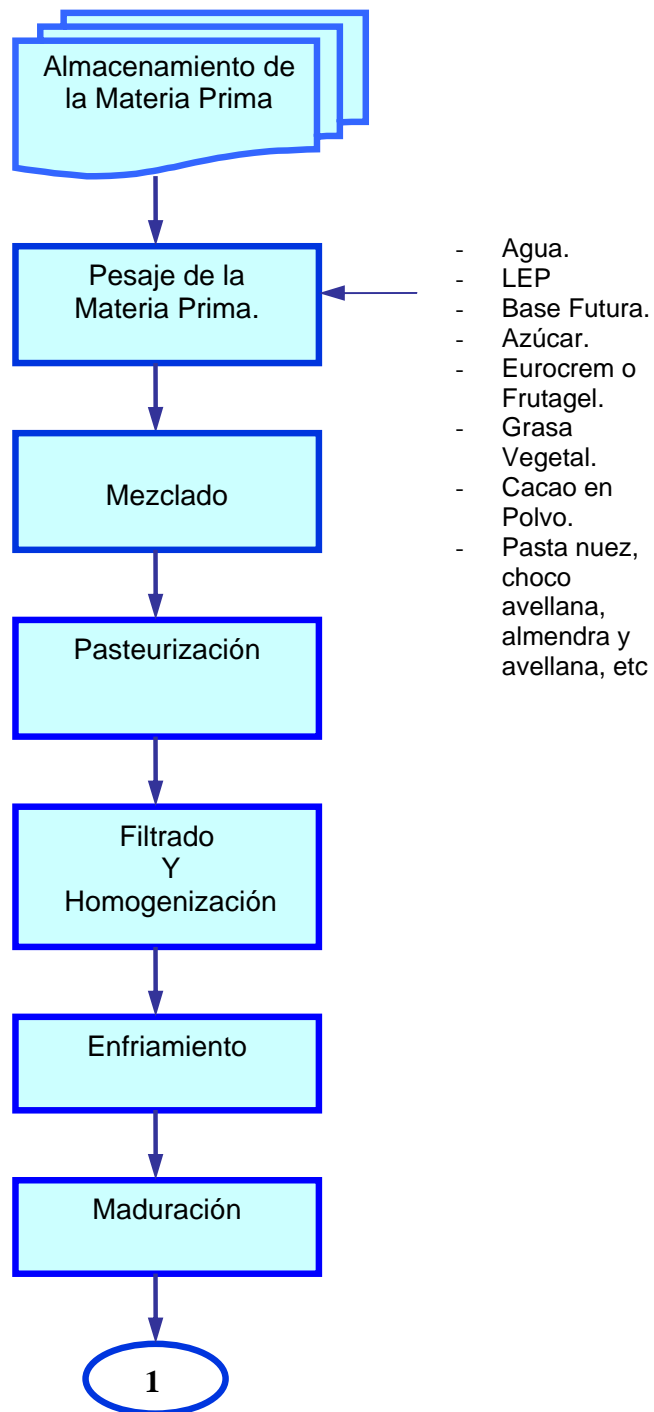 Almacenamiento de
la Materia Prima
Pesaje de la
Materia Prima.
- Agua.
- LEP
- Base Futura.
- Azúcar.
- Eurocrem o
Frutagel.
- Grasa
Vegetal.
- Cacao en
Polvo.
- Pasta nuez,
choco
avellana,
almendra y
avellana, etc
Mezclado
Pasteurización
Filtrado
Y
Homogenización
Enfriamiento
Maduración
1